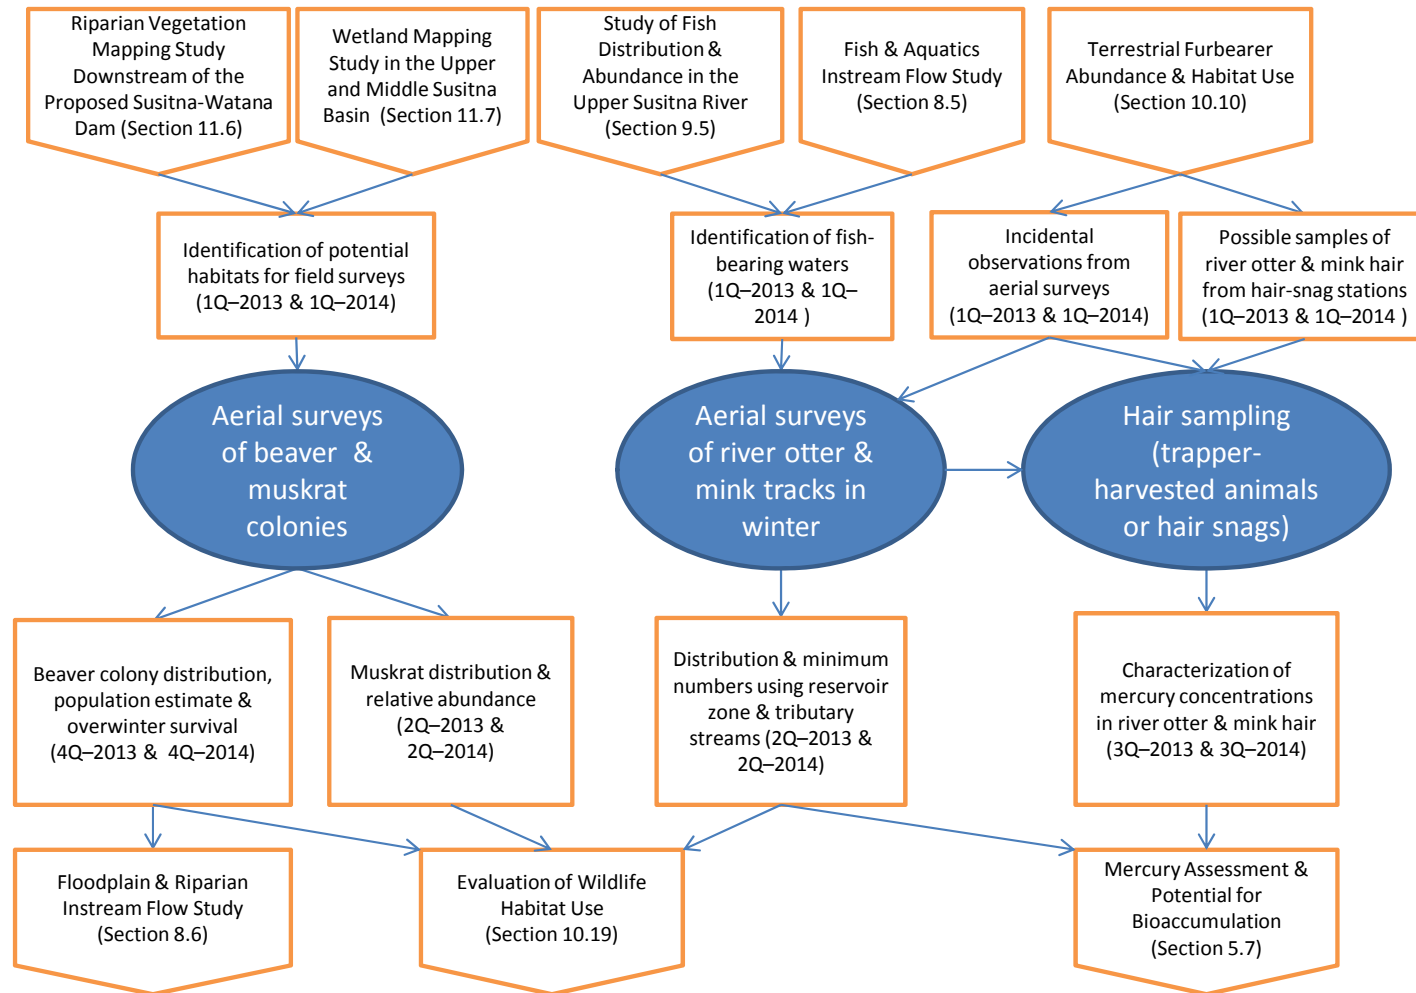 Riparian Vegetation
Mapping Study
Downstream of the
Proposed Susitna-Watana
Dam (Section 11.6)
Wetland Mapping
Study in the Upper
and Middle Susitna
Basin  (Section 11.7)
Study of Fish
Distribution &
Abundance in the
Upper Susitna River
(Section 9.5)
Fish & Aquatics
Instream Flow Study
(Section 8.5)
Terrestrial Furbearer
Abundance & Habitat Use
(Section 10.10)
Identification of potential
habitats for field surveys
(1Q–2013 & 1Q–2014)
Identification of fish-
bearing waters
(1Q–2013 & 1Q–
2014 )
Incidental
observations from
aerial surveys
(1Q–2013 & 1Q–2014)
Possible samples of
river otter & mink hair
from hair-snag stations
(1Q–2013 & 1Q–2014 )
Aerial surveys
of beaver  &
muskrat
colonies
Aerial surveys
of river otter &
mink tracks in
winter
Hair sampling
(trapper-
harvested animals
or hair snags)
Beaver colony distribution,
population estimate &
overwinter survival
(4Q–2013 &  4Q–2014)
Muskrat distribution &
relative abundance
(2Q–2013 &
2Q–2014)
Distribution & minimum
numbers using reservoir
zone & tributary
streams (2Q–2013 &
2Q–2014)
Characterization of
mercury concentrations
in river otter & mink hair
(3Q–2013 & 3Q–2014)
Floodplain & Riparian
Instream Flow Study
(Section 8.6)
Evaluation of Wildlife
Habitat Use
(Section 10.19)
Mercury Assessment &
Potential for
Bioaccumulation
(Section 5.7)